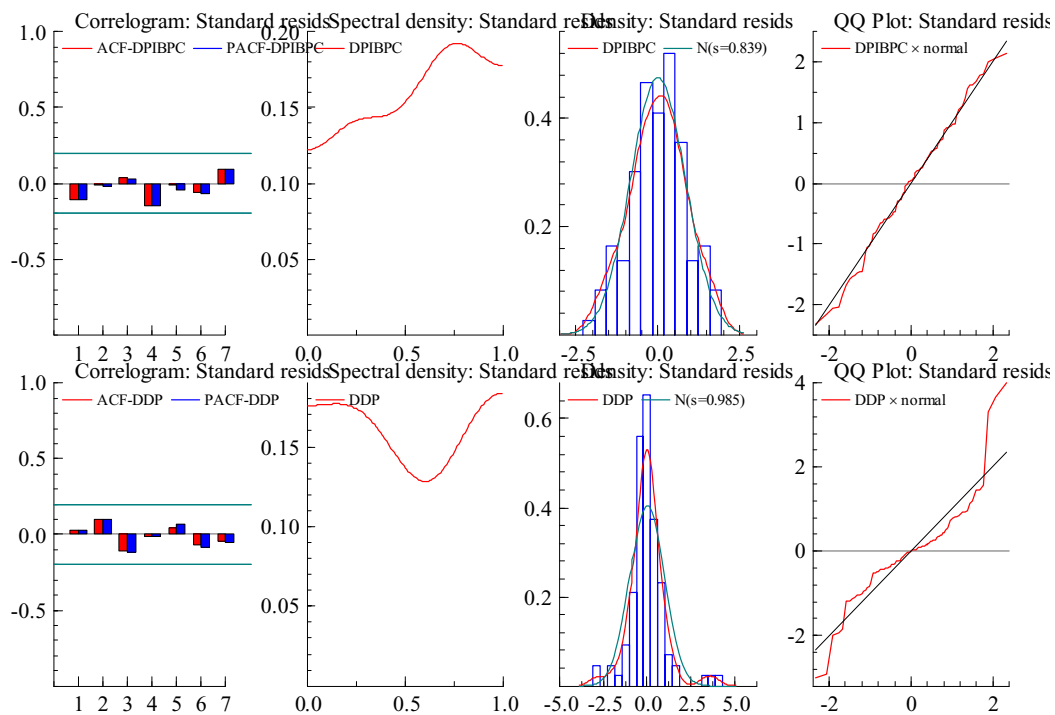 Correlogram: Standard resids
ACF-DPIBPC PACF-DPIBPC
1.0
0.5
0.0
-0.5
1 2 3 4 5 6 7
Spectral density: Standard resids
DPIBPC
0.20
0.15
0.10
0.05
0.0 0.5 1.0
Density: Standard resids
DPIBPC N(s=0.839)
0.4
0.2
-2.5 0.0 2.5
QQ Plot: Standard resids
DPIBPC × normal
2
0
-1
-2
-2 0 2
Correlogram: Standard resids
ACF-DDP PACF-DDP
1.0
0.5
0.0
-0.5
1 2 3 4 5 6 7
Spectral density: Standard resids
DDP
0.15
0.10
0.05
0.0 0.5 1.0
Density: Standard resids
DDP N(s=0.985)
0.6
0.4
0.2
-5.0 -2.5 0.0 2.5 5.0
QQ Plot: Standard resids
DDP × normal
4
2
0
-2
-2 0 2